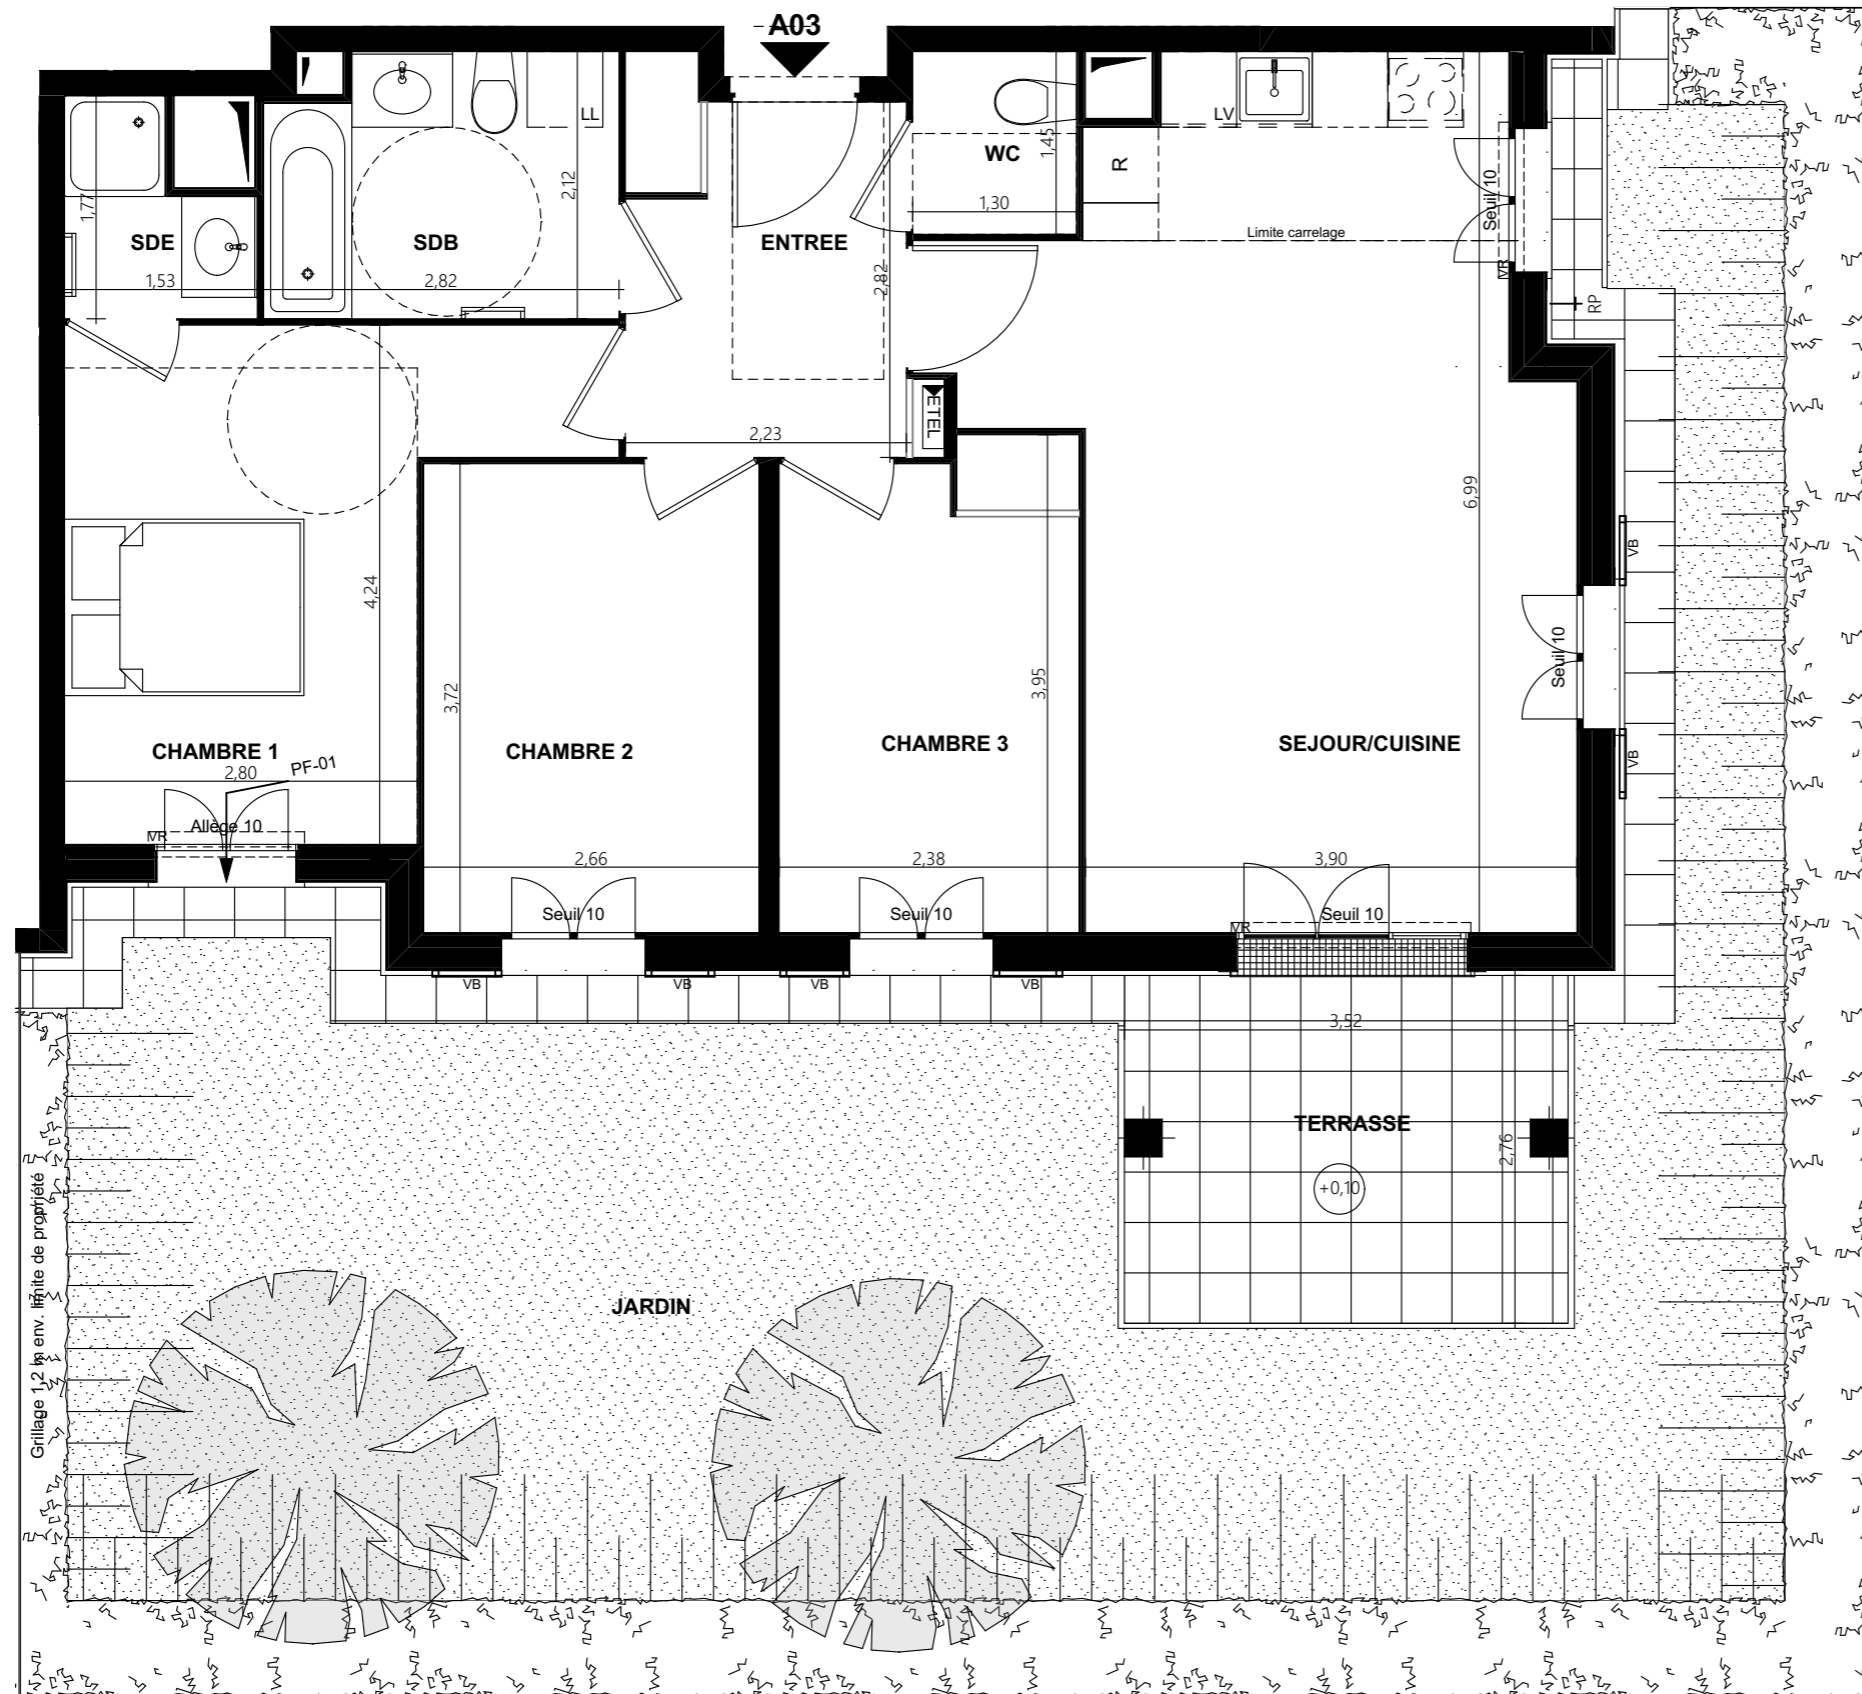 A03
LL
LV
WC
1,45
R
1,77
2,12
1,30
SDE
SDB
ENTREE
Limite carrelage
Seuil 10
VR
1,53
2,82
2,82
RP
ETEL
2,23
6,99
VB
4,24
3,72
3,95
Seuil 10
CHAMBRE 1
CHAMBRE 2
CHAMBRE 3
SEJOUR/CUISINE
2,80
PF-01
VB
VR
Allège 10
2,66
2,38
3,90
Seuil 10
Seuil 10
VR
Seuil 10
VB
VB
VB
VB
3,52
TERRASSE
2,76
+0,10
Grillage 1,2 m env. limite de propriété
JARDIN